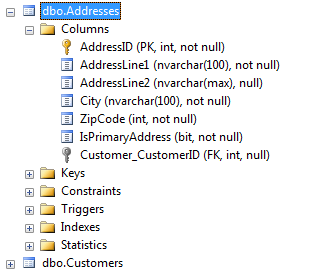 dbo.Addresses
Columns
AddressID (PK, int, not null)
AddressLine1 (nvarchar(100), not null)
AddressLine2 (nvarchar(max), null)
City (nvarchar(100), not null)
ZipCode (int, not null)
IsPrimaryAddress (bit, not null)
Customer_CustomerID (FK, int, null)
Keys
Constraints
Triggers
Indexes
Statistics
dbo.Customers